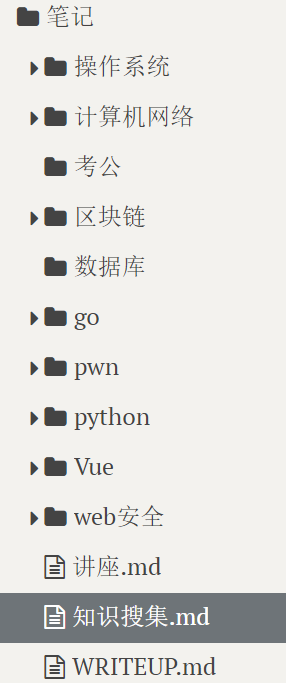 笔记
操作系统
计算机网络
考公
区块链
数据库
go
pwn
python
Vue
web安全
讲座.md
知识搜集.md
WRITEUP.md